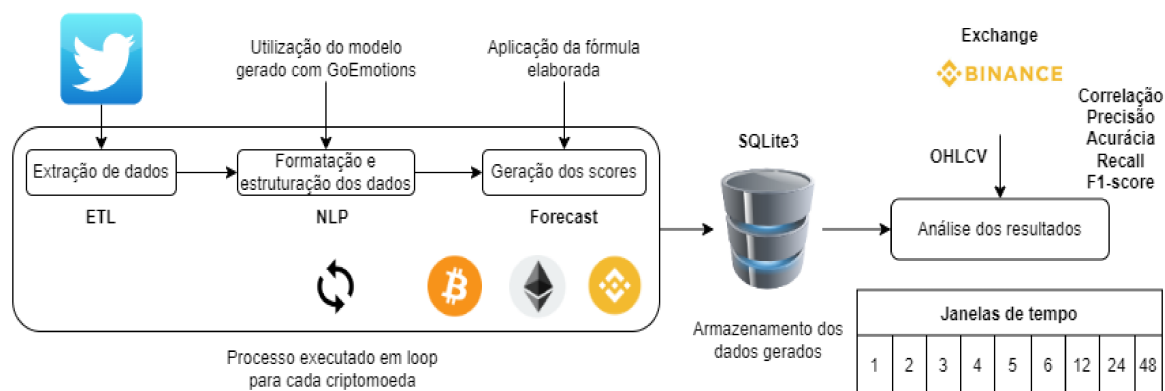 Utilização do modelo
gerado com GoEmotions
Aplicação da fórmula
elaborada
Exchange
BINANCE
Correlação
Precisão
Acurácia
Recall
F1-score
SQLite3
OHLCV
Extração de dados
Formatação e
estruturação dos dados
Geração dos scores
ETL
NLP
Forecast
Análise dos resultados
Janelas de tempo
1 2 3 4 5 6 12 24 48
Armazenamento dos
dados gerados
Processo executado em loop
para cada criptomoeda